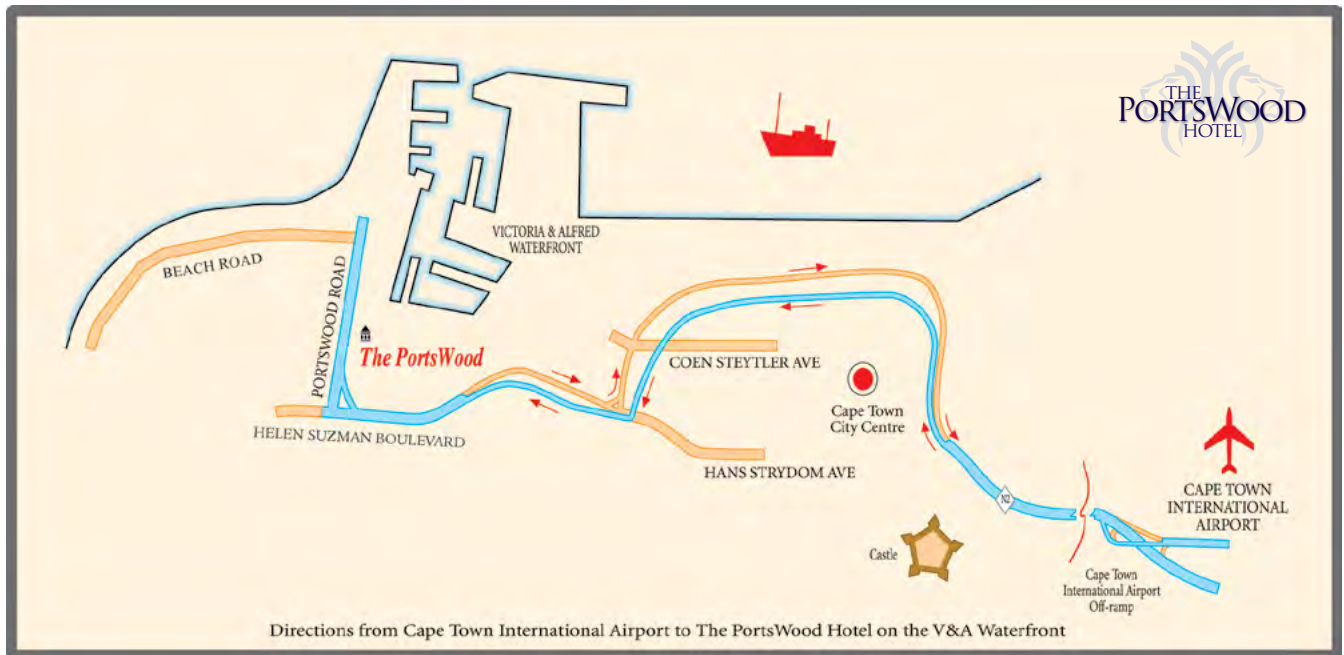 THE
PORTSWOOD
HOTEL
VICTORIA & ALFRED
WATERFRONT
BEACH ROAD
PORTSWOOD ROAD
The PortsWood
COEN STEYTLER AVE
Cape Town
City Centre
HELEN SUZMAN BOULEVARD
HANS STRYDOM AVE
N2
CAPE TOWN
INTERNATIONAL
AIRPORT
Castle
Cape Town
International Airport
Off-ramp
Directions from Cape Town International Airport to The PortsWood Hotel on the V&A Waterfront